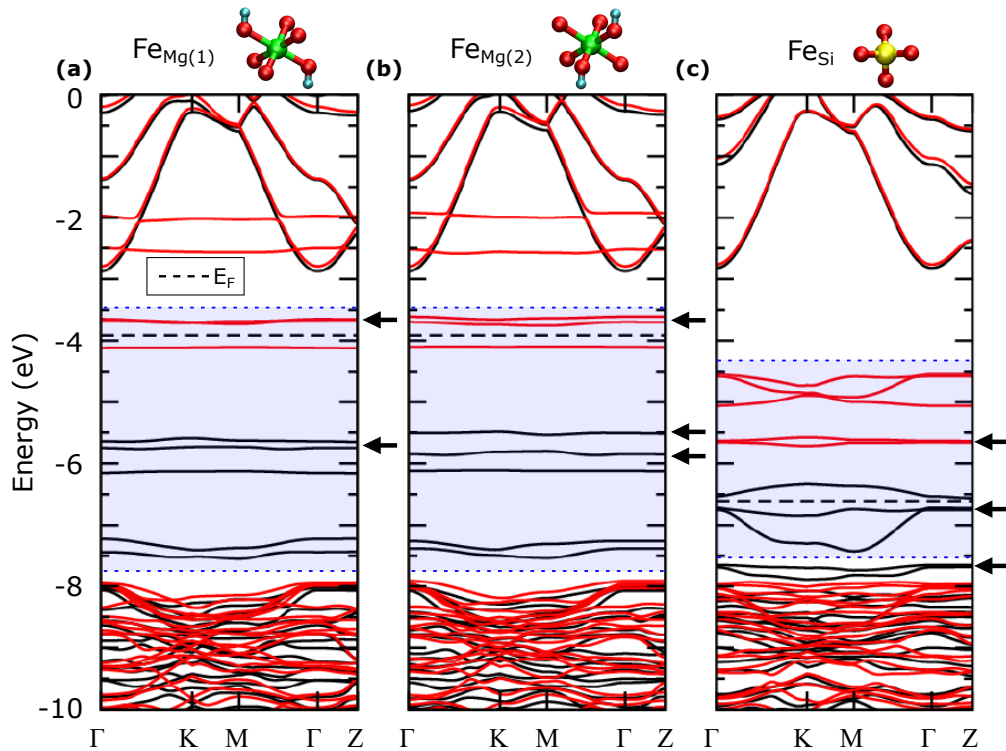 (a) Fe_Mg(1) (b) Fe_Mg(2) (c) Fe_Si
0
-2
E_F
-4
Energy (eV)
-6
-8
-10
Γ K M Γ Z Γ K M Γ Z Γ K M Γ Z